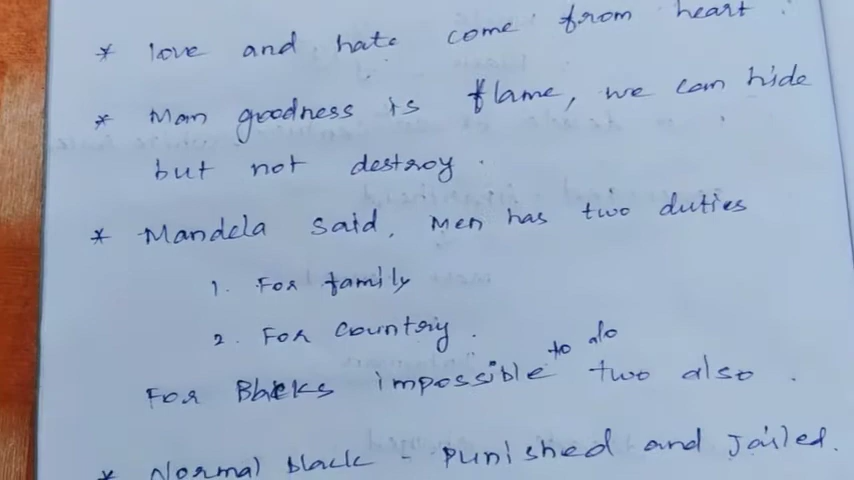 * love and hate come from heart.
* Man goodness is flame, we can hide
but not destroy.
* Mandela said, Men has two duties
1. For family
2. For country.
to do
For Blacks impossible two also.
* Normal black - punished and Jailed.